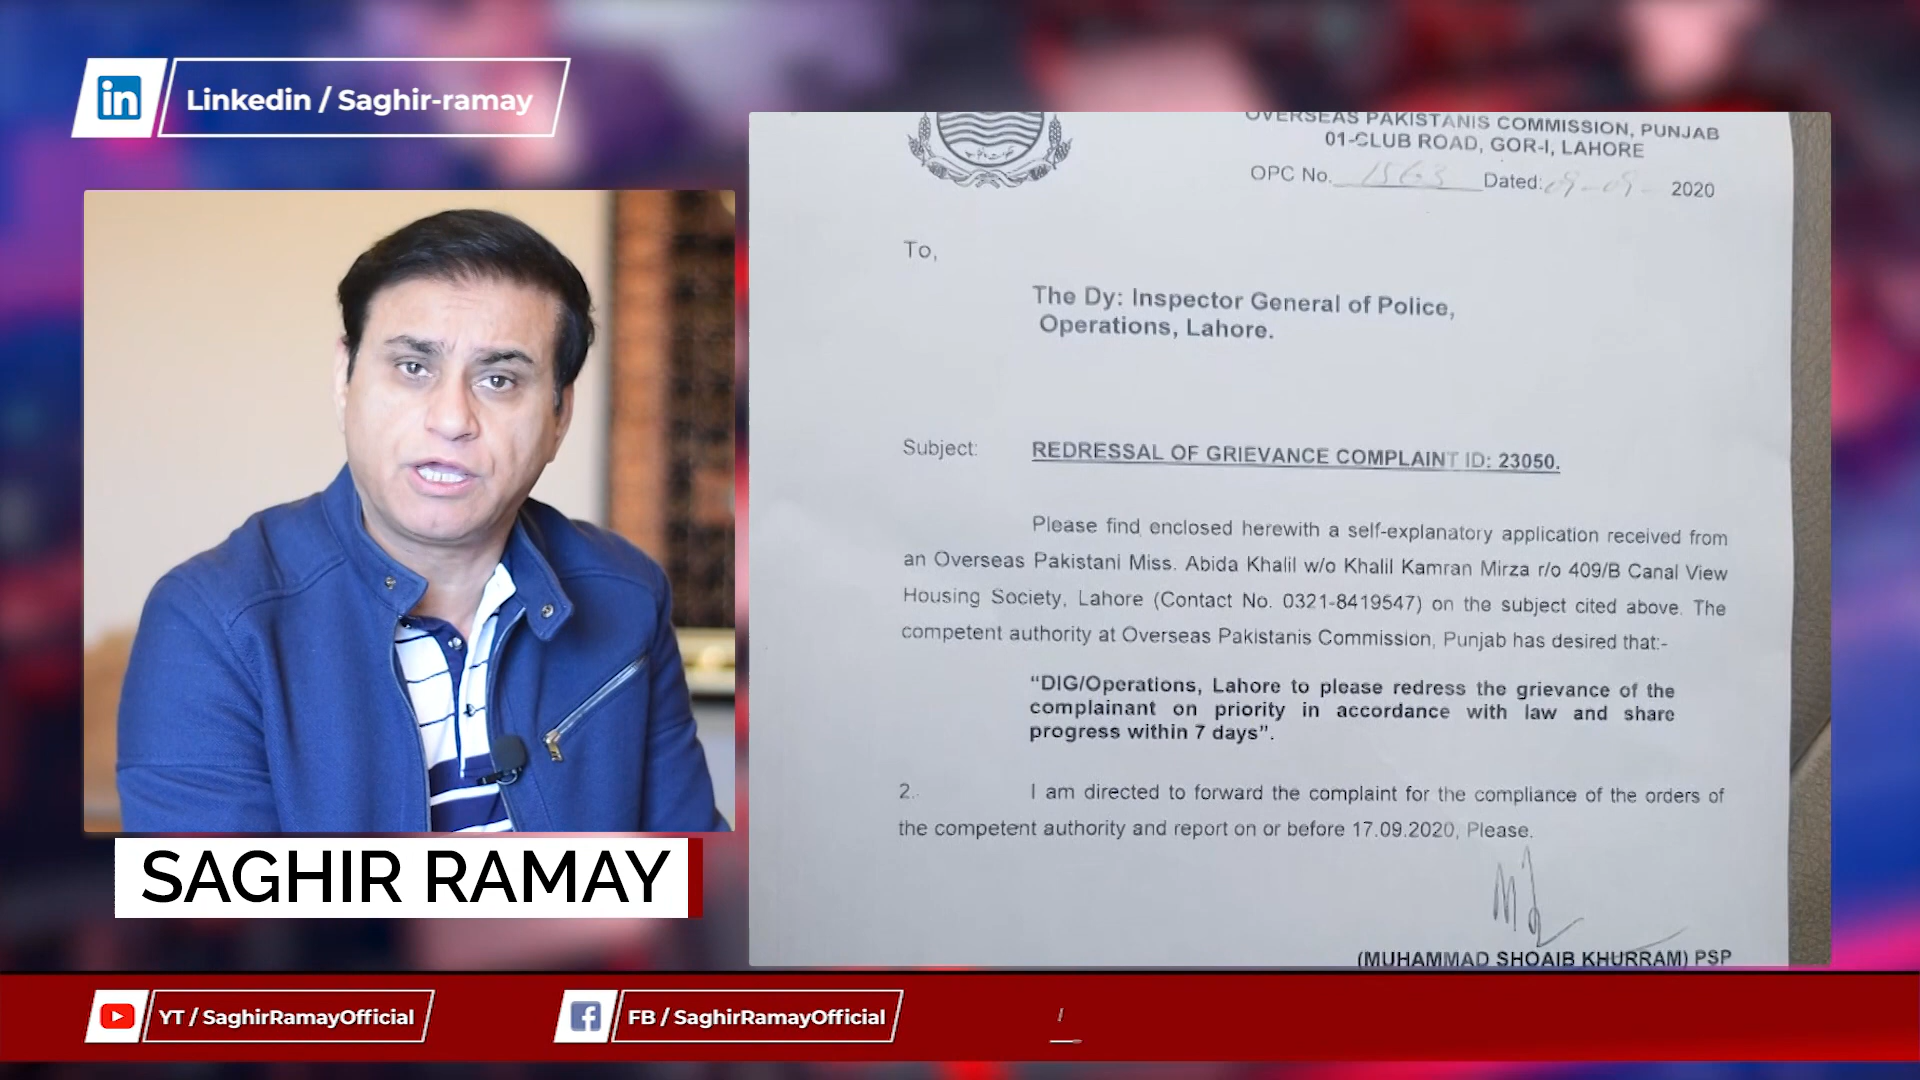 Linkedin / Saghir-ramay
OVERSEAS PAKISTANIS COMMISSION, PUNJAB
01-CLUB ROAD, GOR-I, LAHORE
OPC No. 1563 Dated: 09-09- 2020
To,
The Dy: Inspector General of Police,
Operations, Lahore.
Subject: REDRESSAL OF GRIEVANCE COMPLAINT ID: 23050.
Please find enclosed herewith a self-explanatory application received from
an Overseas Pakistani Miss. Abida Khalil w/o Khalil Kamran Mirza r/o 409/B Canal View
Housing Society, Lahore (Contact No. 0321-8419547) on the subject cited above. The
competent authority at Overseas Pakistanis Commission, Punjab has desired that:-
“DIG/Operations, Lahore to please redress the grievance of the
complainant on priority in accordance with law and share
progress within 7 days”.
2. I am directed to forward the complaint for the compliance of the orders of
the competent authority and report on or before 17.09.2020, Please.
(MUHAMMAD SHOAIB KHURRAM) PSP
SAGHIR RAMAY
YT / SaghirRamayOfficial
FB / SaghirRamayOfficial